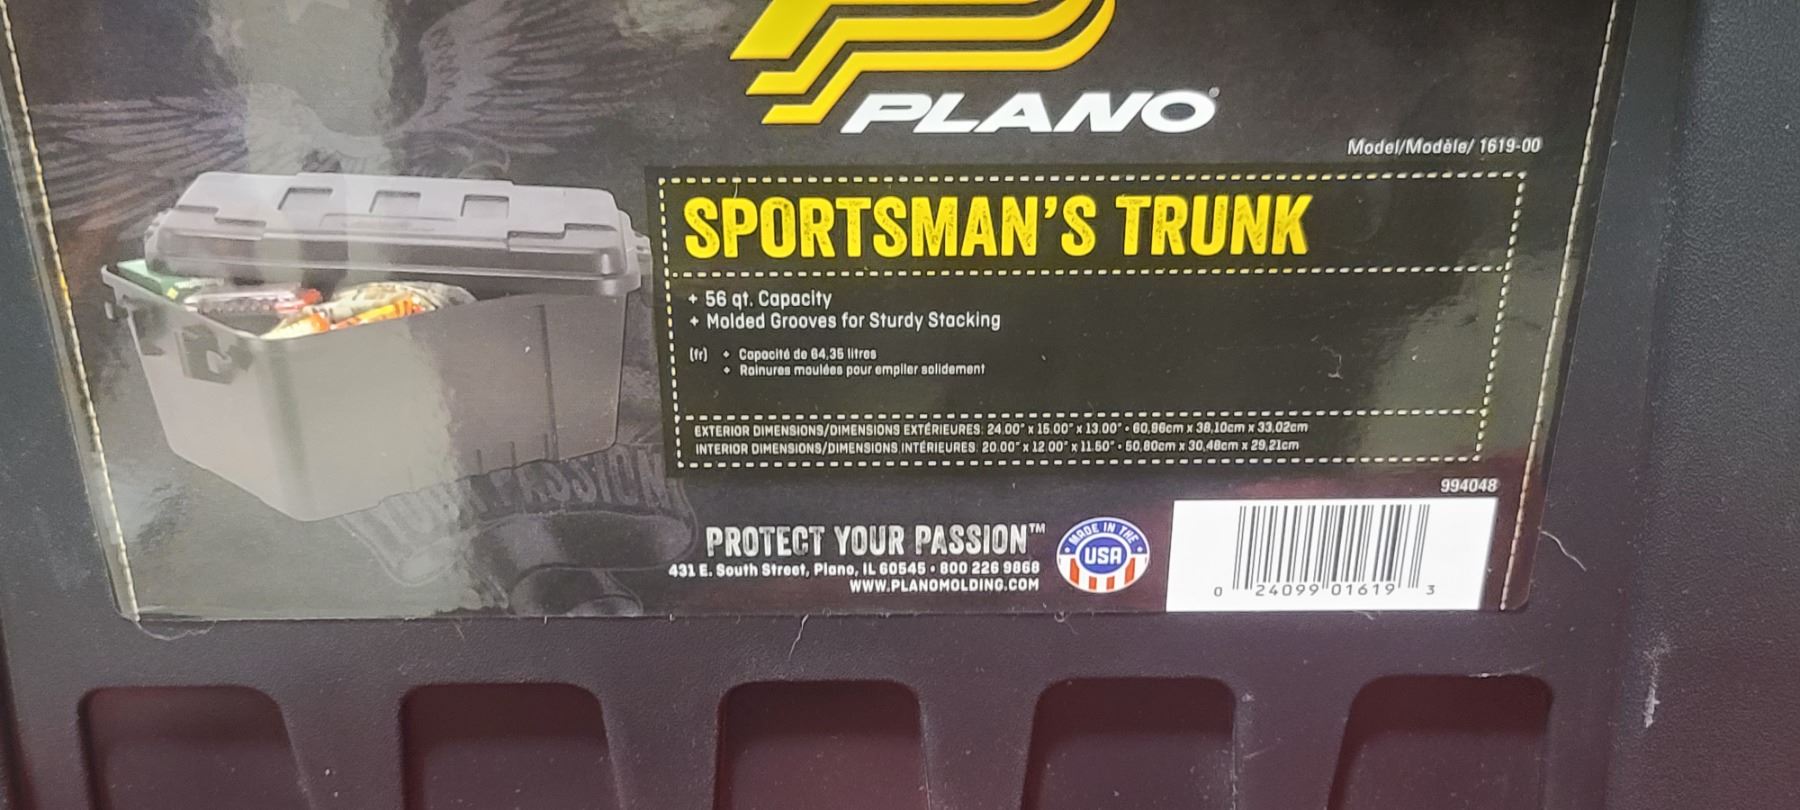 PLANO®
Model/Modèle/ 1619-00
SPORTSMAN'S TRUNK
+ 56 qt. Capacity
+ Molded Grooves for Sturdy Stacking
(fr) + Capacité de 64,35 litres
+ Rainures moulées pour empiler solidement
EXTERIOR DIMENSIONS/DIMENSIONS EXTÉRIEURES: 24.00" x 15.00" x 13.00" • 60,96cm x 38,10cm x 33,02cm
INTERIOR DIMENSIONS/DIMENSIONS INTÉRIEURES: 20.00" x 12.00" x 11.50" • 50,80cm x 30,48cm x 29,21cm
994048
PROTECT YOUR PASSION™
431 E. South Street, Plano, IL 60545 • 800 226 9868
WWW.PLANOMOLDING.COM
MADE IN THE
USA
0 24099 01619 3
PASSION